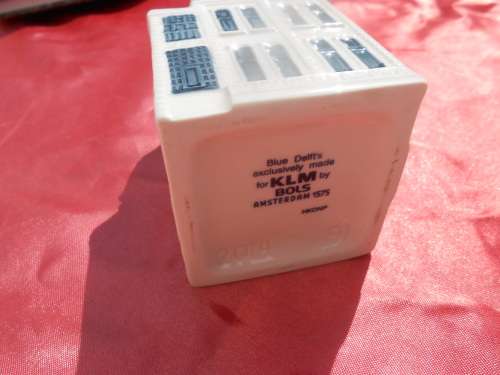 Blue Delft's
exclusively made
for KLM by
BOLS
AMSTERDAM 1575